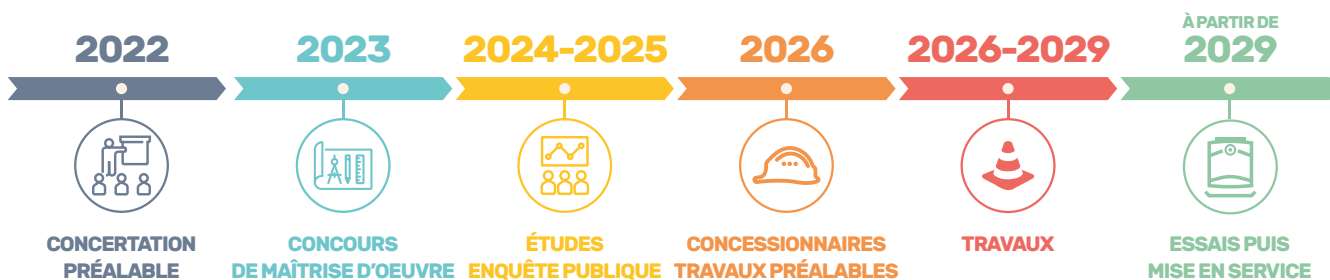 2022
CONCERTATION
PRÉALABLE
2023
CONCOURS
DE MAÎTRISE D'OEUVRE
2024-2025
ÉTUDES
ENQUÊTE PUBLIQUE
2026
CONCESSIONNAIRES
TRAVAUX PRÉALABLES
2026-2029
TRAVAUX
À PARTIR DE
2029
ESSAIS PUIS
MISE EN SERVICE